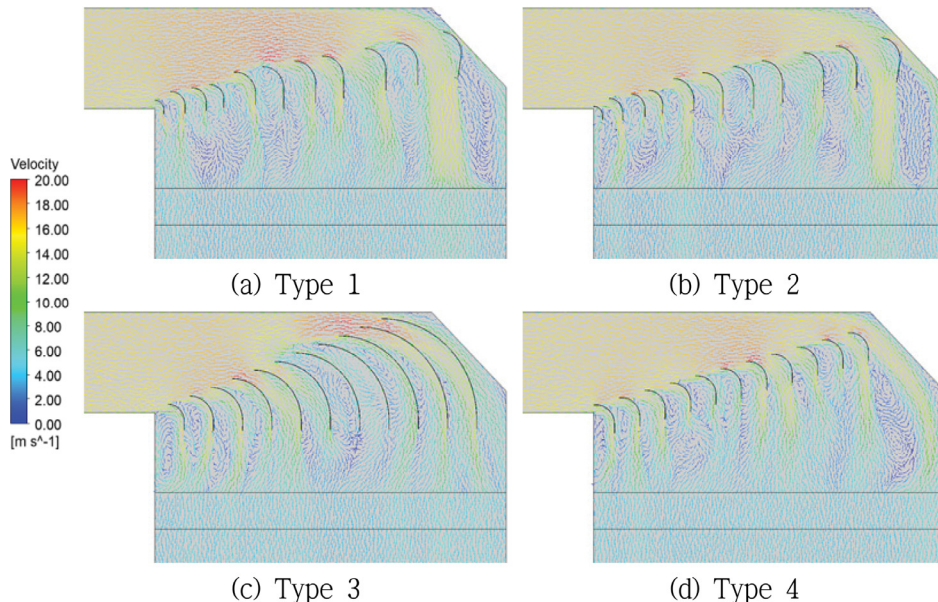 Velocity
20.00
18.00
16.00
14.00
12.00
10.00
8.00
6.00
4.00
2.00
0.00
[m s^-1]
(a) Type 1
(b) Type 2
(c) Type 3
(d) Type 4